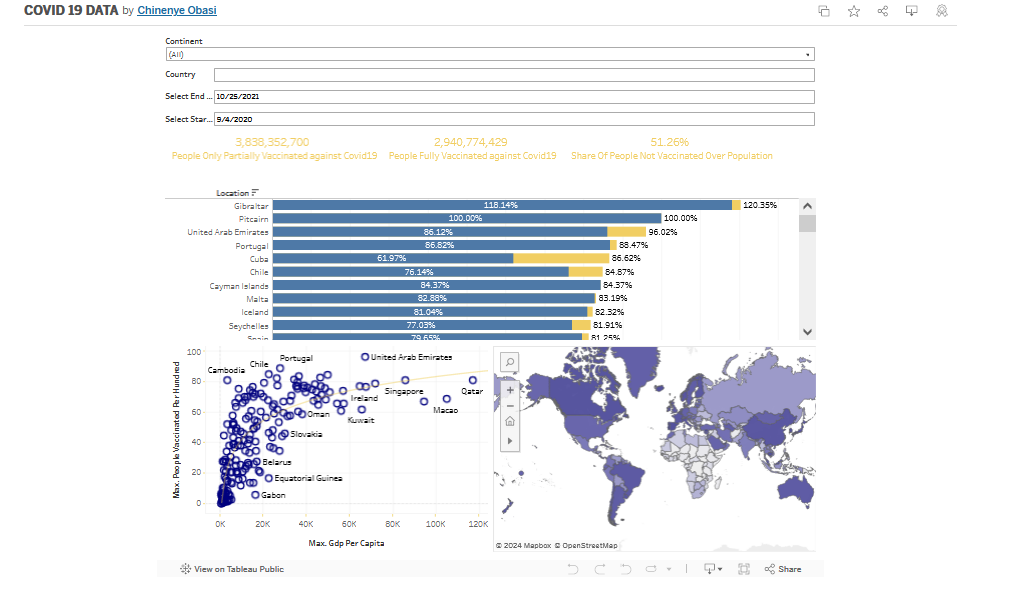 COVID 19 DATA by Chinenye Obasi
Continent
(All)
Country
Select End ... 10/25/2021
Select Star... 9/4/2020
3,838,352,700 2,940,774,429 51.26%
People Only Partially Vaccinated against Covid19 People Fully Vaccinated against Covid19 Share Of People Not Vaccinated Over Population
Location
Gibraltar 118.14% 120.35%
Pitcairn 100.00% 100.00%
United Arab Emirates 86.12% 96.02%
Portugal 86.82% 88.47%
Cuba 61.97% 86.62%
Chile 76.14% 84.87%
Cayman Islands 84.37% 84.37%
Malta 82.88% 83.19%
Iceland 81.04% 82.32%
Seychelles 77.03% 81.91%
Spain 79.65% 81.25%
Max. People Vaccinated Per Hundred
100
80
60
40
20
0
Portugal
United Arab Emirates
Chile
Cambodia
Singapore
Qatar
Ireland
Macao
Oman
Kuwait
Slovakia
Belarus
Equatorial Guinea
Gabon
0K 20K 40K 60K 80K 100K 120K
Max. Gdp Per Capita
© 2024 Mapbox © OpenStreetMap
View on Tableau Public
Share